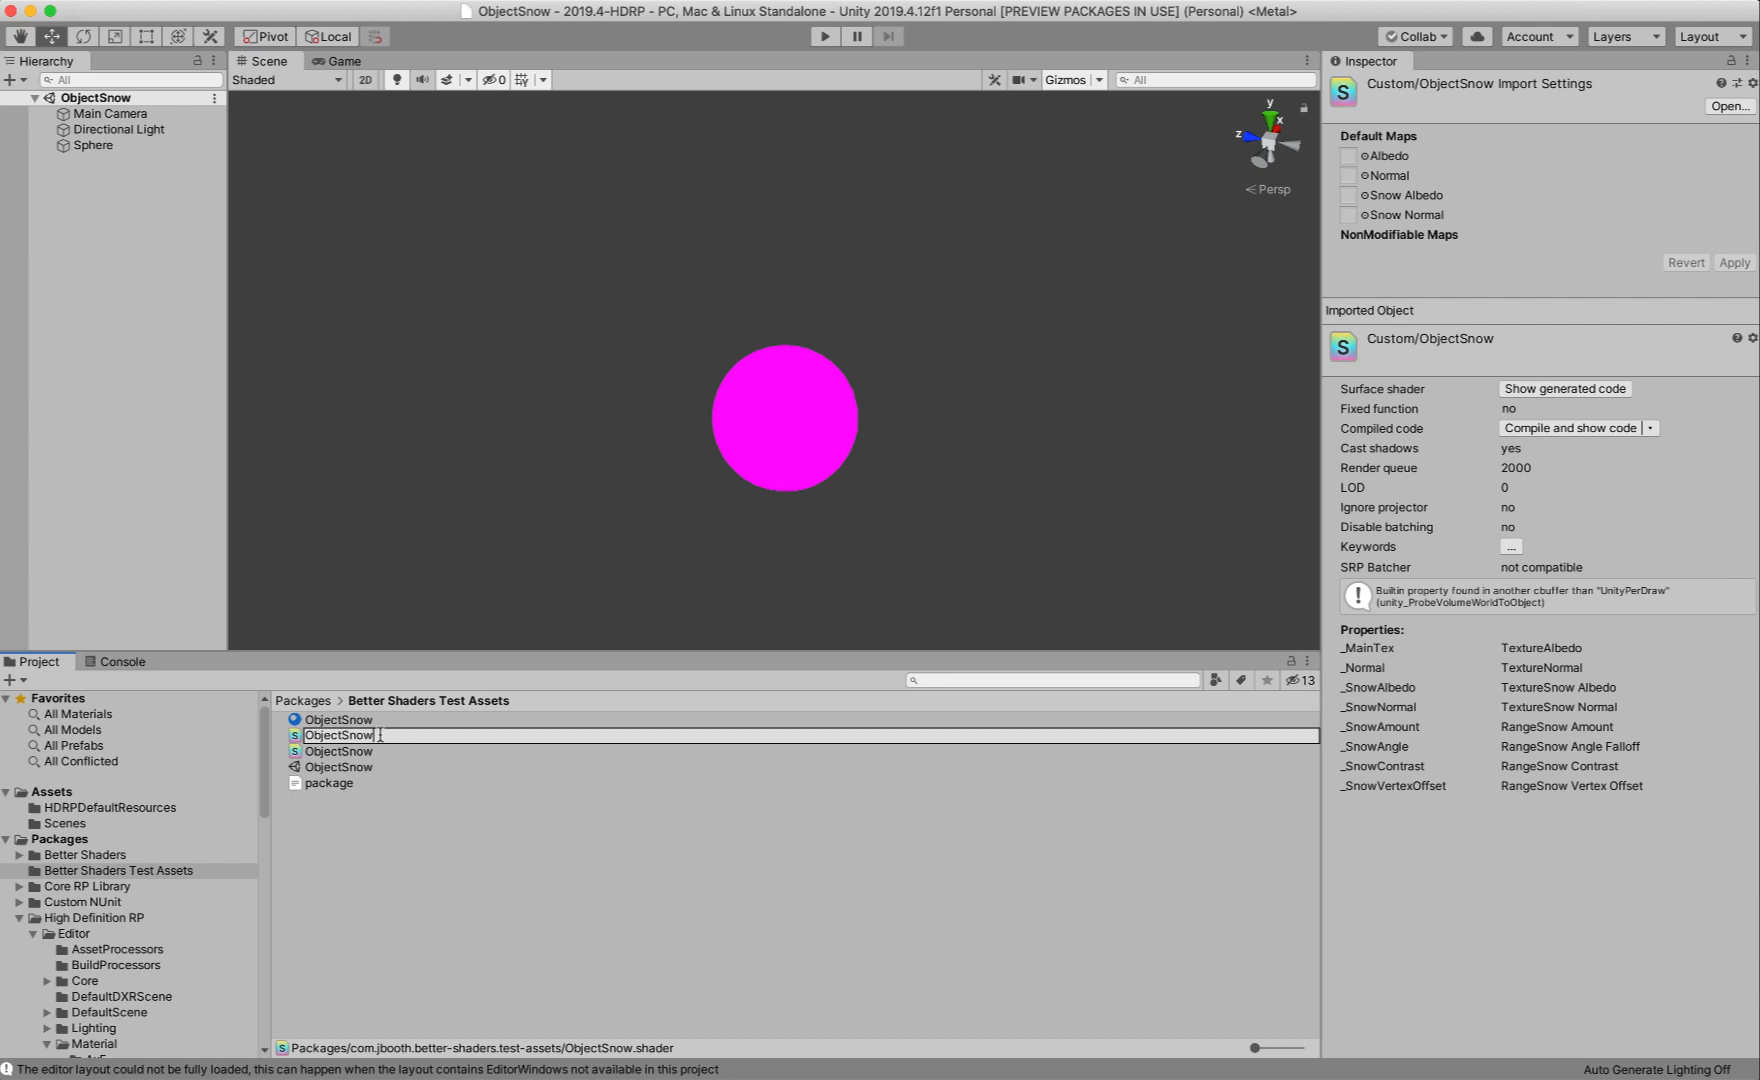 ObjectSnow - 2019.4-HDRP - PC, Mac & Linux Standalone - Unity 2019.4.12f1 Personal [PREVIEW PACKAGES IN USE] (Personal) <Metal>
Pivot
Local
Collab
Account
Layers
Layout
Hierarchy
All
ObjectSnow
Main Camera
Directional Light
Sphere
Scene
Game
Shaded
2D
0
Gizmos
All
y
x
z
Persp
Inspector
Custom/ObjectSnow Import Settings
Open...
Default Maps
Albedo
Normal
Snow Albedo
Snow Normal
NonModifiable Maps
Revert
Apply
Imported Object
Custom/ObjectSnow
Surface shader Show generated code
Fixed function no
Compiled code Compile and show code
Cast shadows yes
Render queue 2000
LOD 0
Ignore projector no
Disable batching no
Keywords ...
SRP Batcher not compatible
Builtin property found in another cbuffer than "UnityPerDraw"
(unity_ProbeVolumeWorldToObject)
Properties:
_MainTex TextureAlbedo
_Normal TextureNormal
_SnowAlbedo TextureSnow Albedo
_SnowNormal TextureSnow Normal
_SnowAmount RangeSnow Amount
_SnowAngle RangeSnow Angle Falloff
_SnowContrast RangeSnow Contrast
_SnowVertexOffset RangeSnow Vertex Offset
Project
Console
13
Favorites
All Materials
All Models
All Prefabs
All Conflicted
Assets
HDRPDefaultResources
Scenes
Packages
Better Shaders
Better Shaders Test Assets
Core RP Library
Custom NUnit
High Definition RP
Editor
AssetProcessors
BuildProcessors
Core
DefaultDXRScene
DefaultScene
Lighting
Material
Packages > Better Shaders Test Assets
ObjectSnow
ObjectSnow
ObjectSnow
ObjectSnow
package
Packages/com.jbooth.better-shaders.test-assets/ObjectSnow.shader
The editor layout could not be fully loaded, this can happen when the layout contains EditorWindows not available in this project
Auto Generate Lighting Off